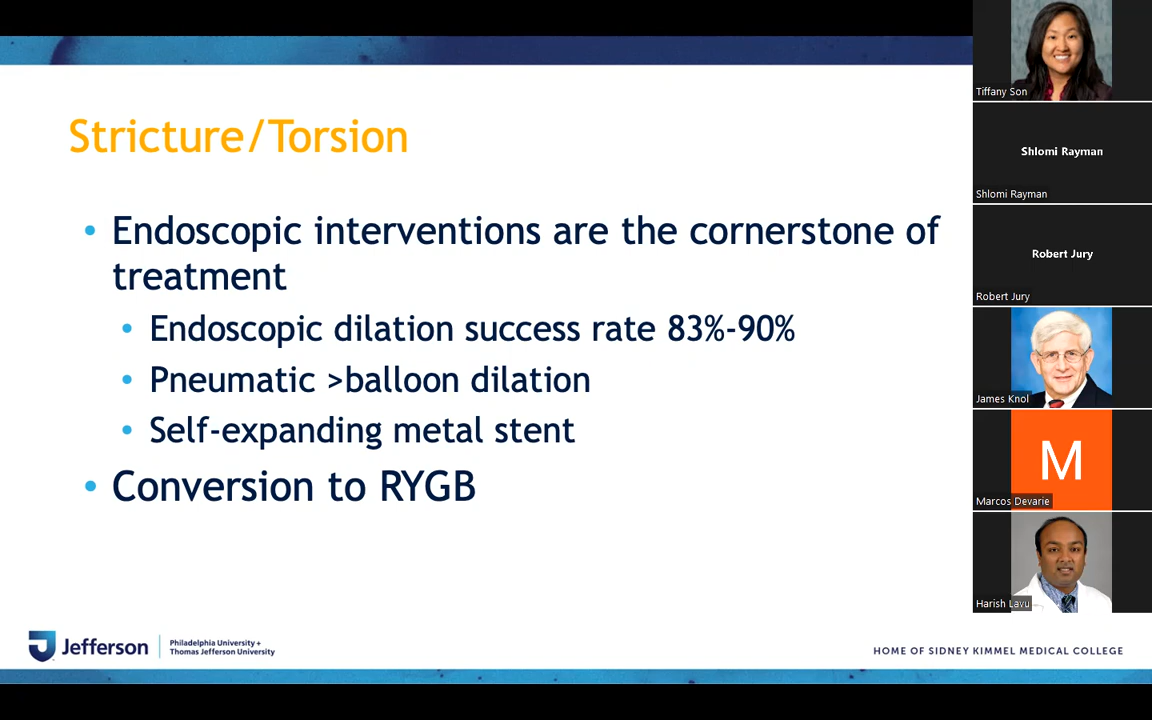 Stricture/Torsion
• Endoscopic interventions are the cornerstone of
treatment
• Endoscopic dilation success rate 83%-90%
• Pneumatic >balloon dilation
• Self-expanding metal stent
• Conversion to RYGB
Jefferson
Philadelphia University +
Thomas Jefferson University
HOME OF SIDNEY KIMMEL MEDICAL COLLEGE
Tiffany Son
Shlomi Rayman
Shlomi Rayman
Robert Jury
Robert Jury
James Knol
M
Marcos Devarie
Harish Lavu